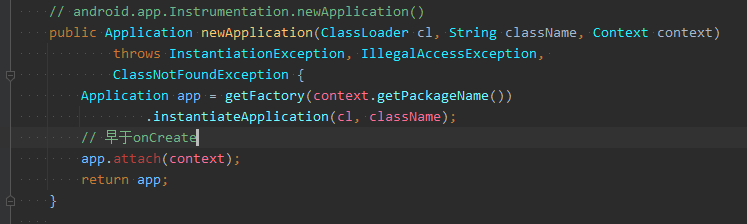 // android.app.Instrumentation.newApplication()
public Application newApplication(ClassLoader cl, String className, Context context)
throws InstantiationException, IllegalAccessException,
ClassNotFoundException {
Application app = getFactory(context.getPackageName())
.instantiateApplication(cl, className);
// 早于onCreate
app.attach(context);
return app;
}